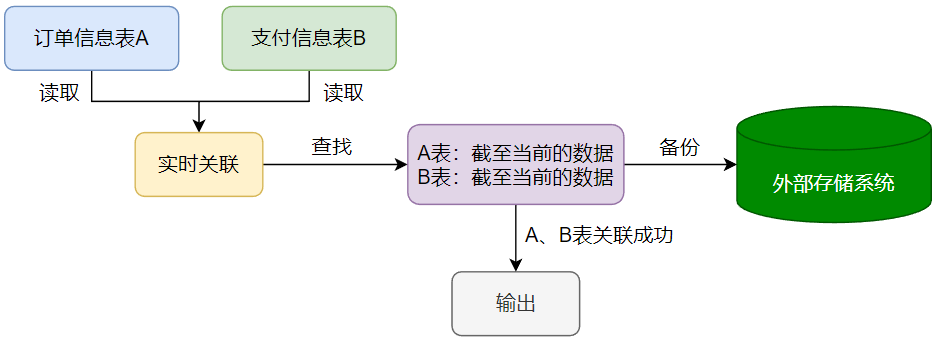 订单信息表A
支付信息表B
读取
读取
实时关联
查找
A表：截至当前的数据
B表：截至当前的数据
备份
外部存储系统
A、B表关联成功
输出